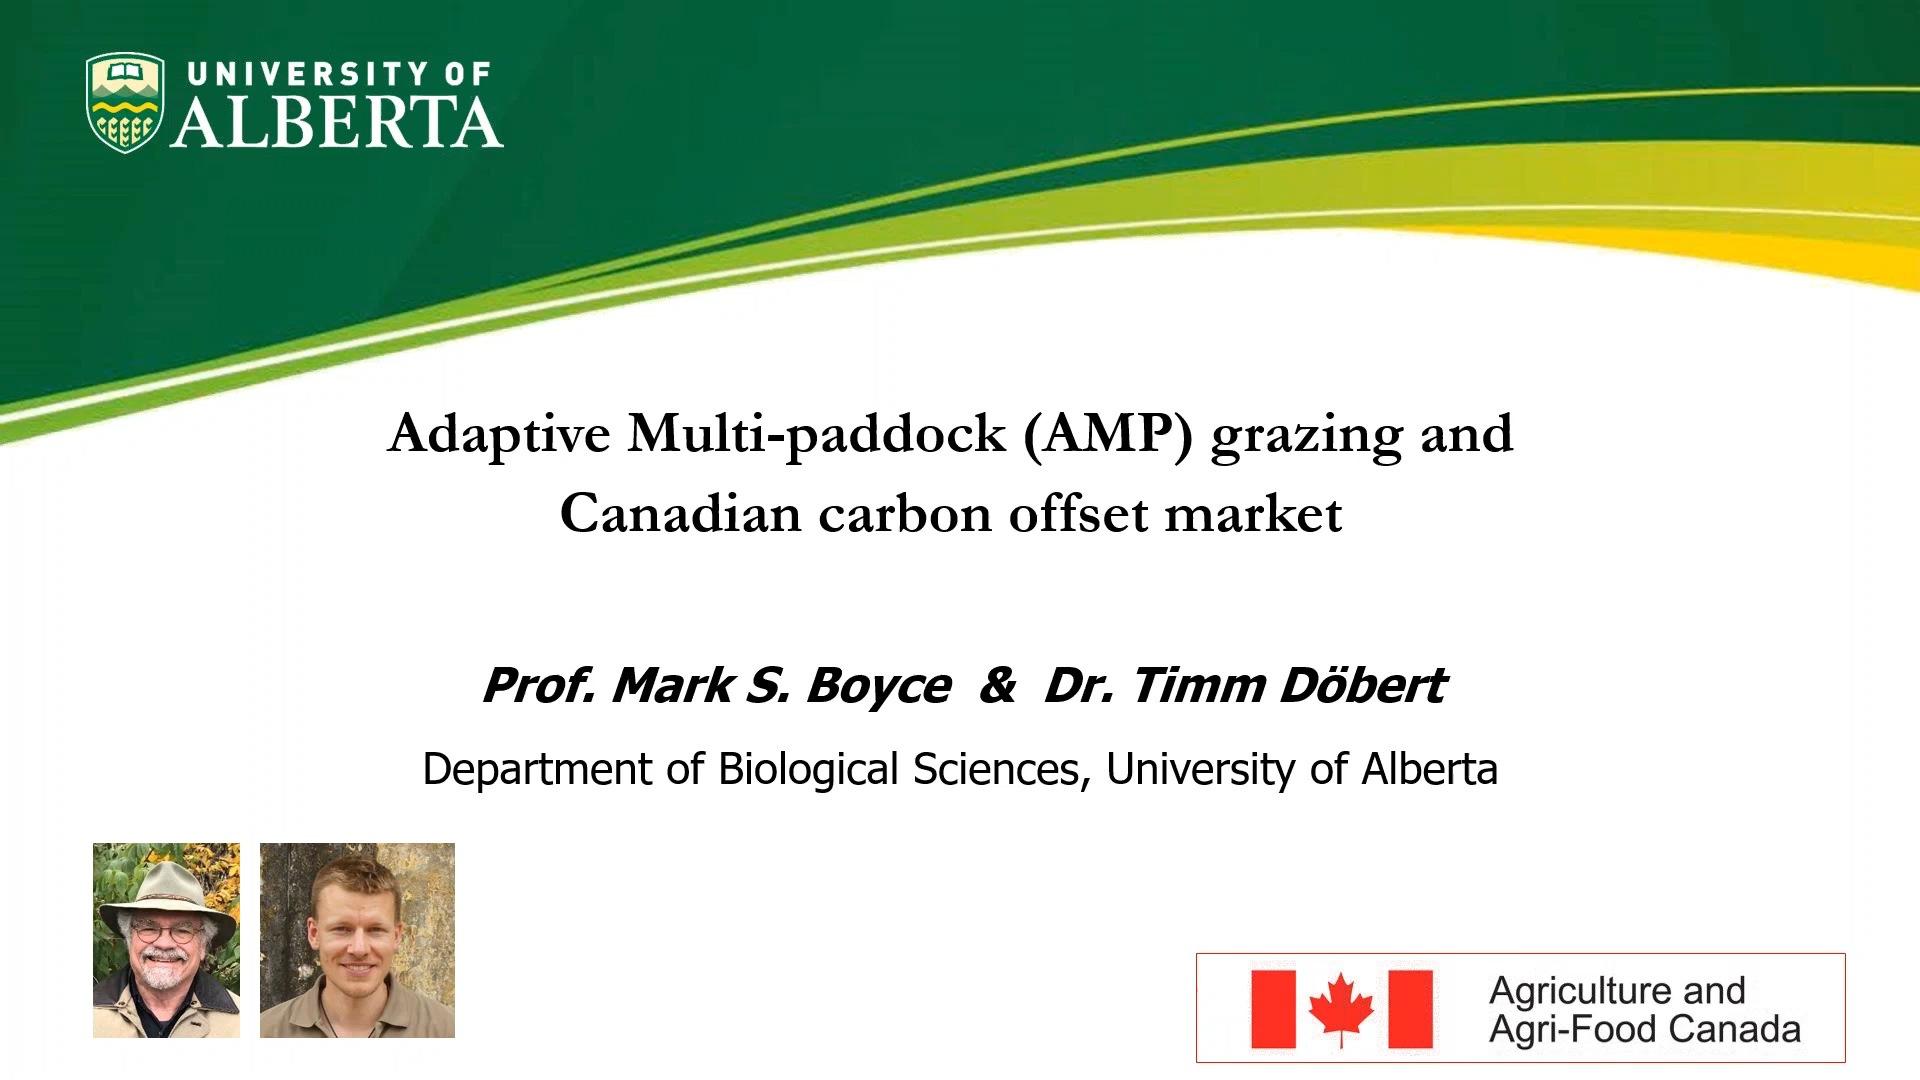 UNIVERSITY OF
ALBERTA
Adaptive Multi-paddock (AMP) grazing and
Canadian carbon offset market
Prof. Mark S. Boyce & Dr. Timm Döbert
Department of Biological Sciences, University of Alberta
Agriculture and
Agri-Food Canada